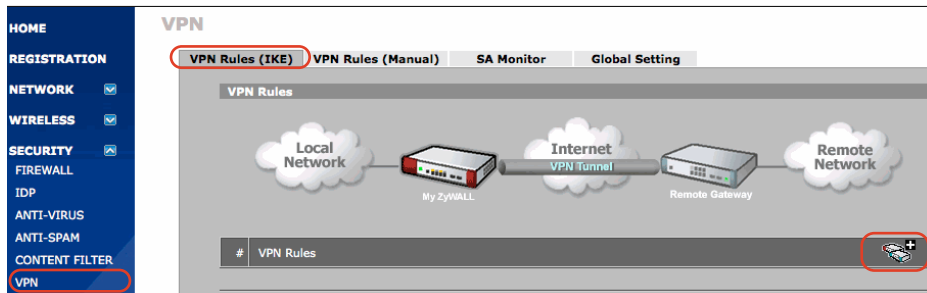 HOME
REGISTRATION
NETWORK
WIRELESS
SECURITY
FIREWALL
IDP
ANTI-VIRUS
ANTI-SPAM
CONTENT FILTER
VPN
VPN
VPN Rules (IKE) VPN Rules (Manual) SA Monitor Global Setting
VPN Rules
Local
Network
Internet
VPN Tunnel
Remote
Network
My ZyWALL
Remote Gateway
# VPN Rules